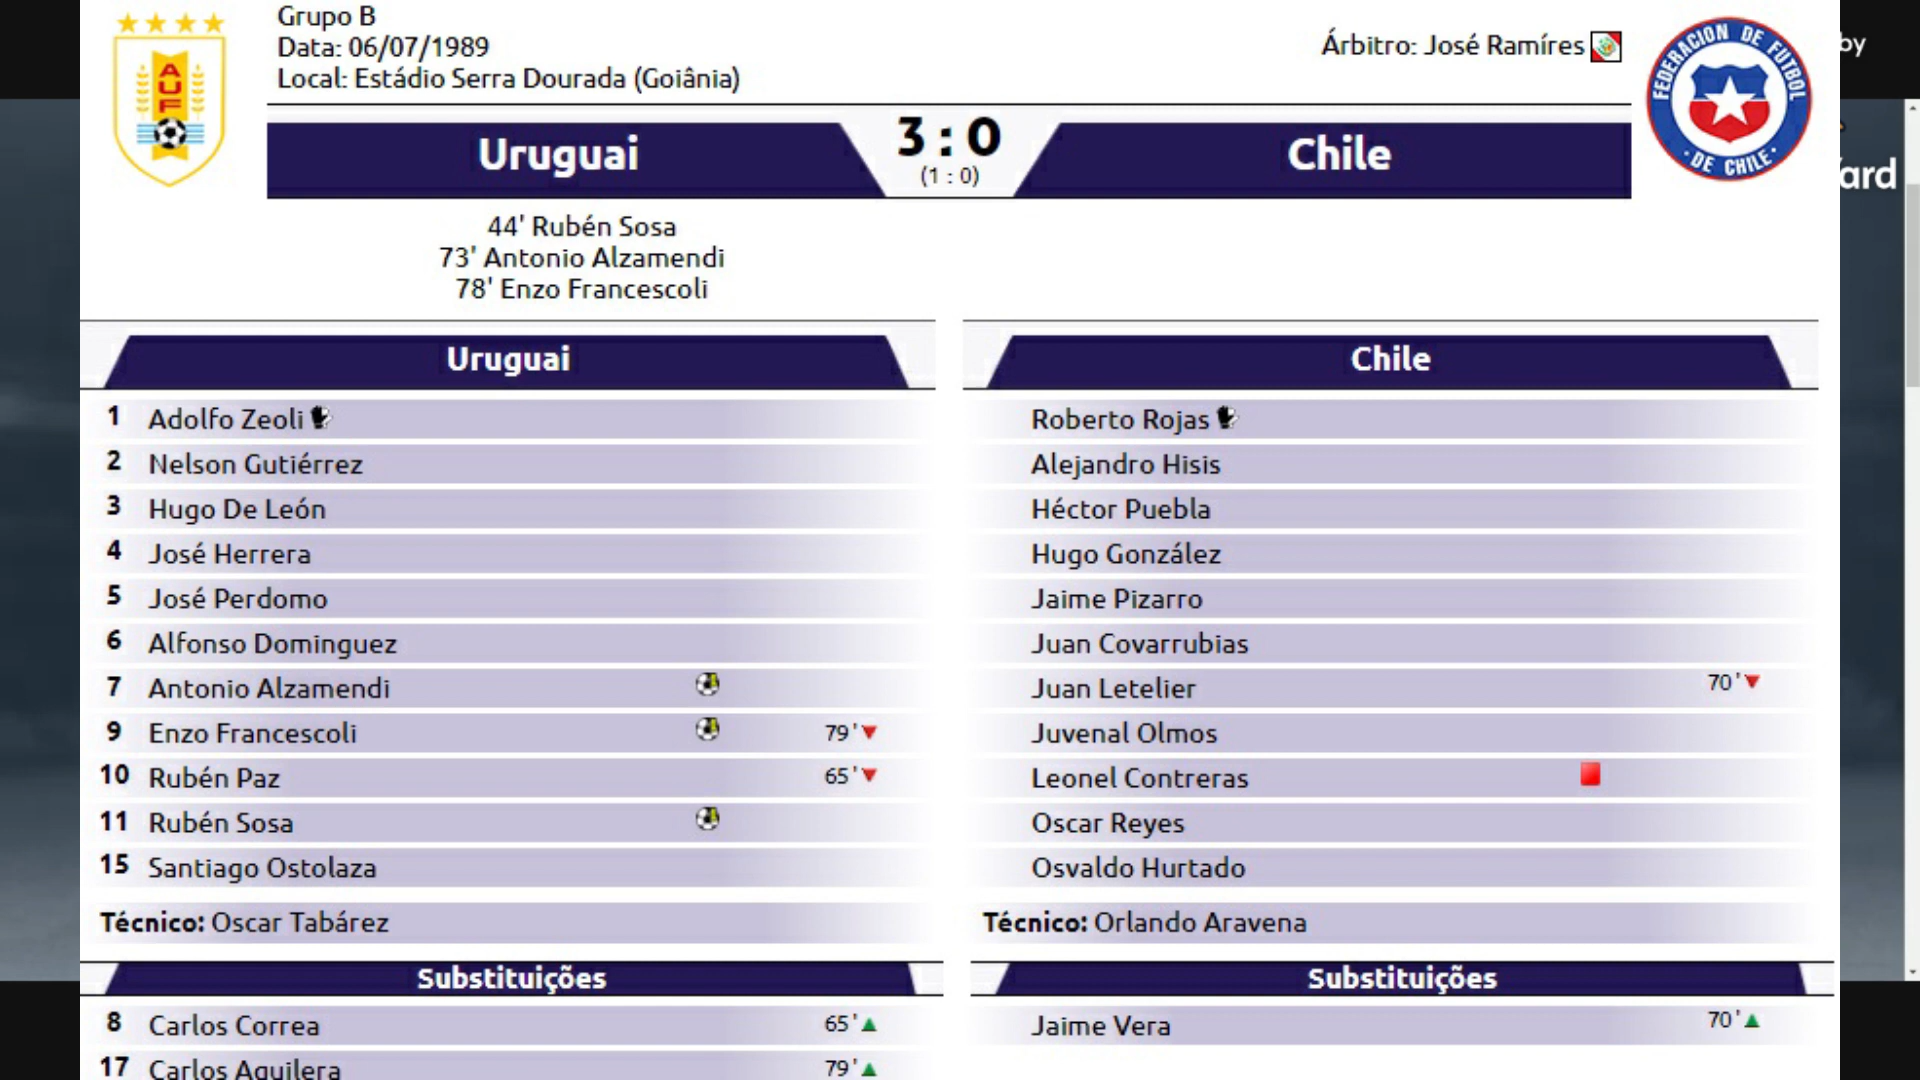 Grupo B
Data: 06/07/1989
Local: Estádio Serra Dourada (Goiânia)
Árbitro: José Ramíres
AUF
FEDERACION DE FUTBOL
DE CHILE
by
ard
Uruguai 3 : 0 Chile
(1 : 0)
44' Rubén Sosa
73' Antonio Alzamendi
78' Enzo Francescoli
Uruguai
1 Adolfo Zeoli
2 Nelson Gutiérrez
3 Hugo De León
4 José Herrera
5 José Perdomo
6 Alfonso Dominguez
7 Antonio Alzamendi
9 Enzo Francescoli 79'
10 Rubén Paz 65'
11 Rubén Sosa
15 Santiago Ostolaza
Técnico: Oscar Tabárez
Substituições
8 Carlos Correa 65'
17 Carlos Aguilera 79'
Chile
Roberto Rojas
Alejandro Hisis
Héctor Puebla
Hugo González
Jaime Pizarro
Juan Covarrubias
Juan Letelier 70'
Juvenal Olmos
Leonel Contreras
Oscar Reyes
Osvaldo Hurtado
Técnico: Orlando Aravena
Substituições
Jaime Vera 70'